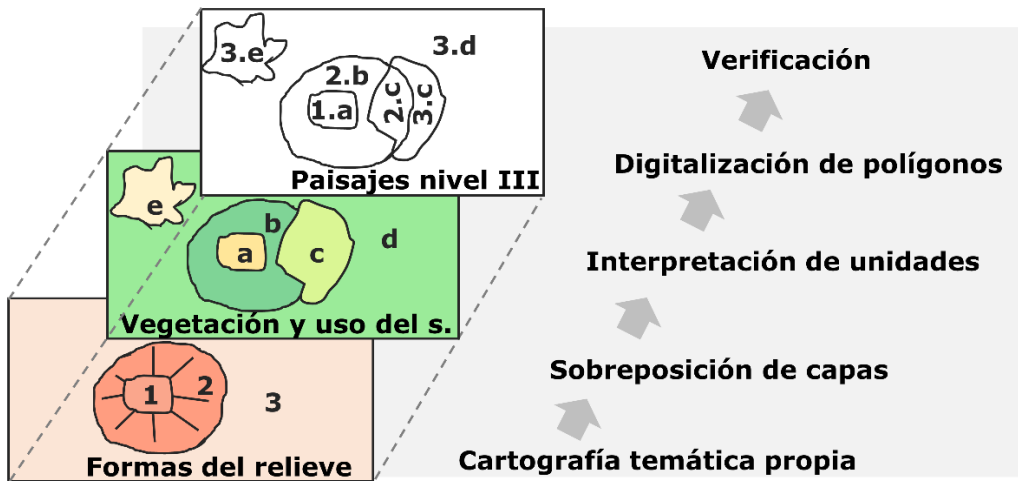 3.e
3.d
2.b
1.a
2.c
3.c
Paisajes nivel III
e
b
a
c
d
Vegetación y uso del s.
1
2
3
Formas del relieve
Verificación
Digitalización de polígonos
Interpretación de unidades
Sobreposición de capas
Cartografía temática propia